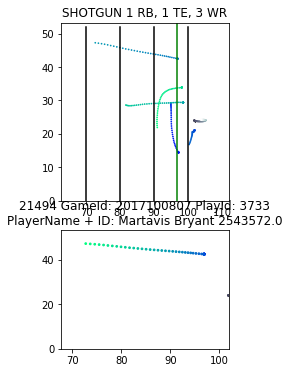 SHOTGUN 1 RB, 1 TE, 3 WR
50
40
30
20
10
0
70 80 90 100 110
21494 GameId: 2017100807 PlayId: 3733
PlayerName + ID: Martavis Bryant 2543572.0
40
20
0
70 80 90 100